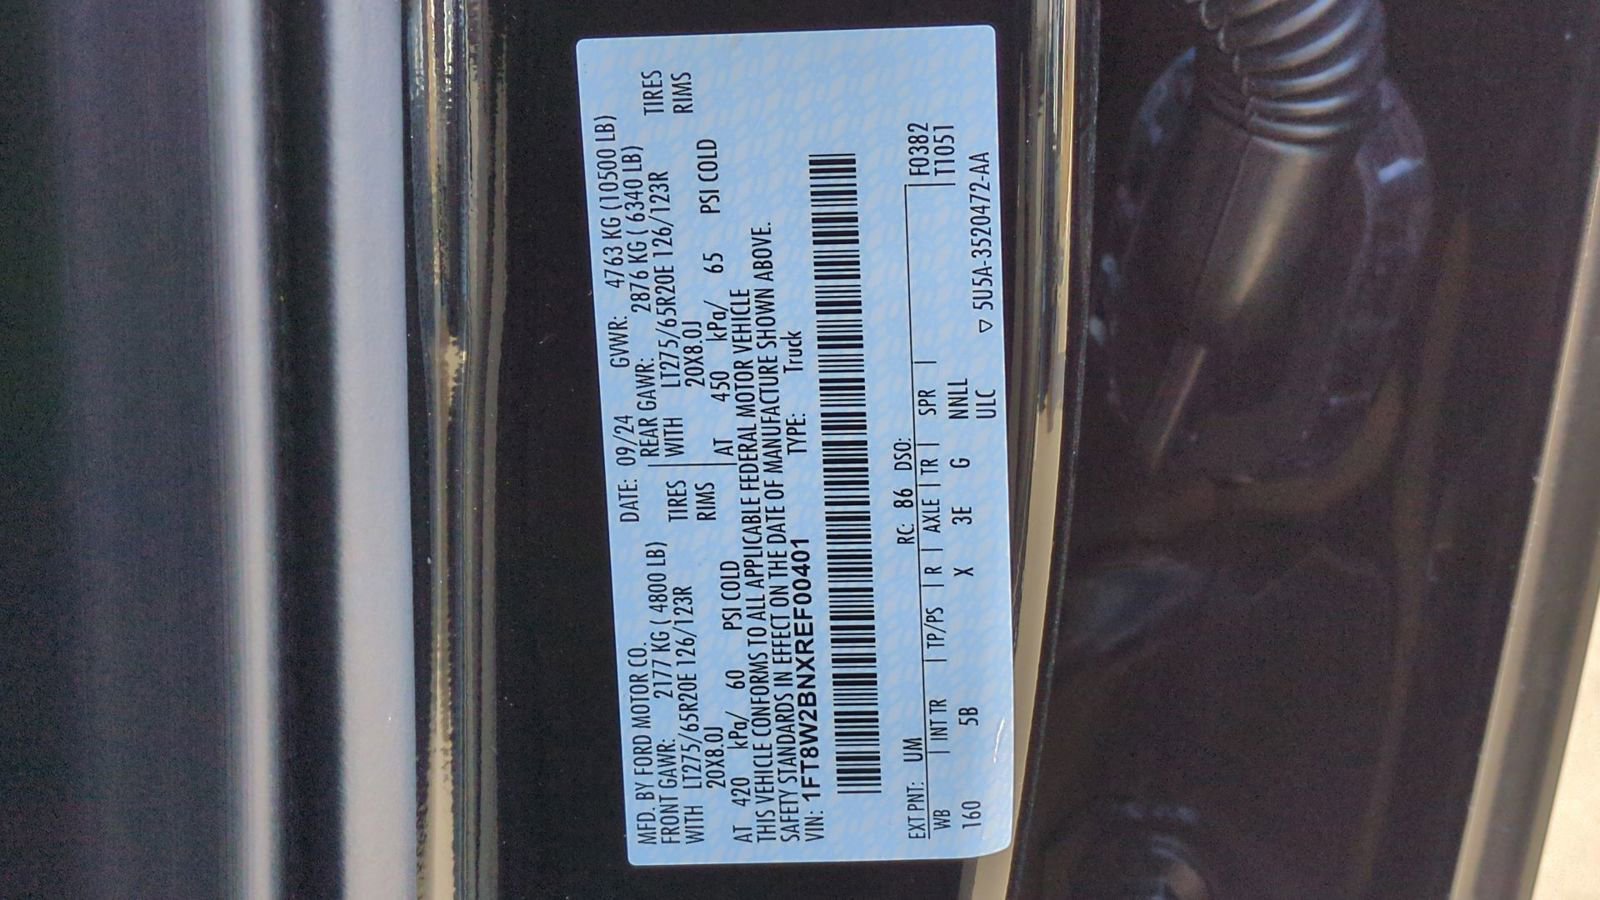 MFD. BY FORD MOTOR CO.
DATE: 09/24 GVWR: 4763 KG (10500 LB)
FRONT GAWR: 2177 KG ( 4800 LB) REAR GAWR: 2876 KG ( 6340 LB)
WITH LT275/65R20E 126/123R TIRES WITH LT275/65R20E 126/123R TIRES
20X8.0J RIMS 20X8.0J RIMS
AT 420 kPa/ 60 PSI COLD AT 450 kPa/ 65 PSI COLD
THIS VEHICLE CONFORMS TO ALL APPLICABLE FEDERAL MOTOR VEHICLE
SAFETY STANDARDS IN EFFECT ON THE DATE OF MANUFACTURE SHOWN ABOVE.
VIN: 1FT8W2BNXREF00401 TYPE: Truck
EXT PNT: UM RC: 86 DSO: F0382
WB | INT TR | TP/PS | R | AXLE | TR | SPR | T1051
160 5B X 3E G NNLL
ULC ▽ 5U5A-3520472-AA